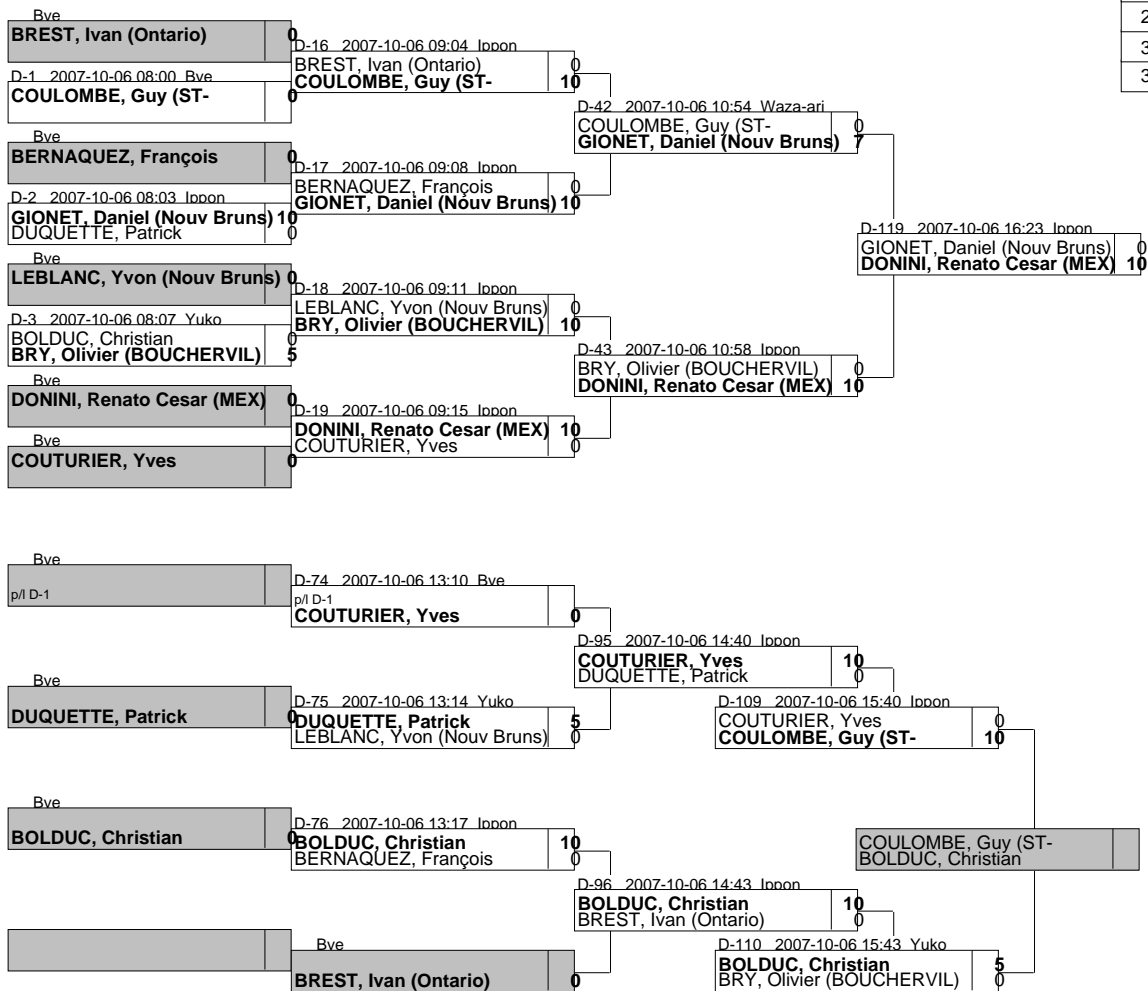 Bye
BREST, Ivan (Ontario) 0
D-1 2007-10-06 08:00 Bye
COULOMBE, Guy (ST- 0
Bye
BERNAQUEZ, François 0
D-2 2007-10-06 08:03 Ippon
GIONET, Daniel (Nouv Bruns) 10
DUQUETTE, Patrick 0
Bye
LEBLANC, Yvon (Nouv Bruns) 0
D-3 2007-10-06 08:07 Yuko
BOLDUC, Christian 0
BRY, Olivier (BOUCHERVIL) 5
Bye
DONINI, Renato Cesar (MEX) 0
Bye
COUTURIER, Yves 0
D-16 2007-10-06 09:04 Ippon
BREST, Ivan (Ontario) 0
COULOMBE, Guy (ST- 10
D-17 2007-10-06 09:08 Ippon
BERNAQUEZ, François 0
GIONET, Daniel (Nouv Bruns) 10
D-18 2007-10-06 09:11 Ippon
LEBLANC, Yvon (Nouv Bruns) 0
BRY, Olivier (BOUCHERVIL) 10
D-19 2007-10-06 09:15 Ippon
DONINI, Renato Cesar (MEX) 10
COUTURIER, Yves 0
D-42 2007-10-06 10:54 Waza-ari
COULOMBE, Guy (ST- 0
GIONET, Daniel (Nouv Bruns) 7
D-43 2007-10-06 10:58 Ippon
BRY, Olivier (BOUCHERVIL) 0
DONINI, Renato Cesar (MEX) 10
D-119 2007-10-06 16:23 Ippon
GIONET, Daniel (Nouv Bruns) 0
DONINI, Renato Cesar (MEX) 10
2
3
3
Bye
p/l D-1
Bye
DUQUETTE, Patrick 0
Bye
BOLDUC, Christian 0
D-74 2007-10-06 13:10 Bye
p/l D-1
COUTURIER, Yves 0
D-75 2007-10-06 13:14 Yuko
DUQUETTE, Patrick 5
LEBLANC, Yvon (Nouv Bruns) 0
D-76 2007-10-06 13:17 Ippon
BOLDUC, Christian 10
BERNAQUEZ, François 0
Bye
BREST, Ivan (Ontario) 0
D-95 2007-10-06 14:40 Ippon
COUTURIER, Yves 10
DUQUETTE, Patrick 0
D-96 2007-10-06 14:43 Ippon
BOLDUC, Christian 10
BREST, Ivan (Ontario) 0
D-109 2007-10-06 15:40 Ippon
COUTURIER, Yves 0
COULOMBE, Guy (ST- 10
D-110 2007-10-06 15:43 Yuko
BOLDUC, Christian 5
BRY, Olivier (BOUCHERVIL) 0
COULOMBE, Guy (ST-
BOLDUC, Christian